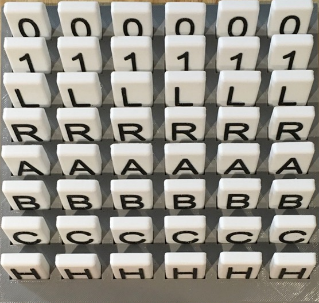 0 0 0 0 0 0
1 1 1 1 1 1
L L L L L L
R R R R R R
A A A A A A
B B B B B B
C C C C C C
H H H H H H